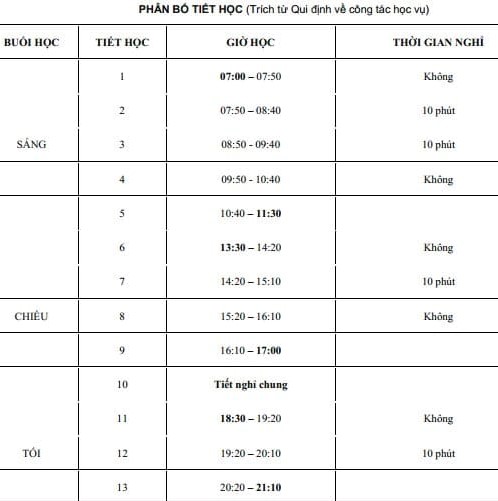 PHÂN BỔ TIẾT HỌC (Trích từ Qui định về công tác học vụ)
BUỔI HỌC TIẾT HỌC GIỜ HỌC THỜI GIAN NGHỈ
1 07:00 – 07:50 Không
2 07:50 – 08:40 10 phút
SÁNG 3 08:50 - 09:40 10 phút
4 09:50 - 10:40 Không
5 10:40 – 11:30
6 13:30 – 14:20 Không
7 14:20 – 15:10 10 phút
CHIỀU 8 15:20 – 16:10 Không
9 16:10 – 17:00
10 Tiết nghỉ chung
11 18:30 - 19:20 Không
TỐI 12 19:20 – 20:10 10 phút
13 20:20 – 21:10